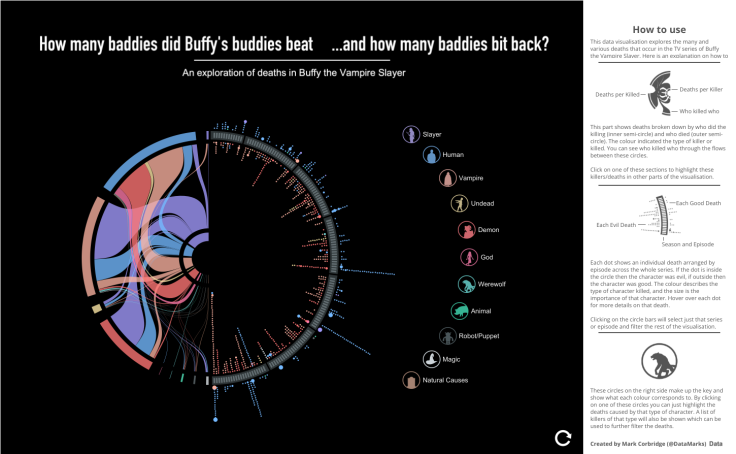 How many baddies did Buffy's buddies beat ...and how many baddies bit back?
An exploration of deaths in Buffy the Vampire Slayer
Slayer
Human
Vampire
Undead
Demon
God
Werewolf
Animal
Robot/Puppet
Magic
Natural Causes
How to use
This data visualisation explores the many and
various deaths that occur in the TV series of Buffy
the Vampire Slayer. Here is an explanation on how to
Deaths per Killed
Deaths per Killer
Who killed who
This part shows deaths broken down by who did the
killing (inner semi-circle) and who died (outer semi-
circle). The colour indicated the type of killer or
killed. You can see who killed who through the flows
between these circles.
Click on one of these sections to highlight these
killers/deaths in other parts of the visualisation.
Each Good Death
Each Evil Death
Season and Episode
Each dot shows an individual death arranged by
episode across the whole series. If the dot is inside
the circle then the character was evil, if outside then
the character was good. The colour describes the
type of character killed, and the size is the
importance of that character. Hover over each dot
for more details on that death.
Clicking on the circle bars will select just that series
or episode and filter the rest of the visualisation.
These circles on the right side make up the key and
show what each colour corresponds to. By clicking
on one of these circles you can just highlight the
deaths caused by that type of character. A list of
killers of that type will also be shown which can be
used to further filter the deaths.
Created by Mark Corbridge (@DataMarks) Data